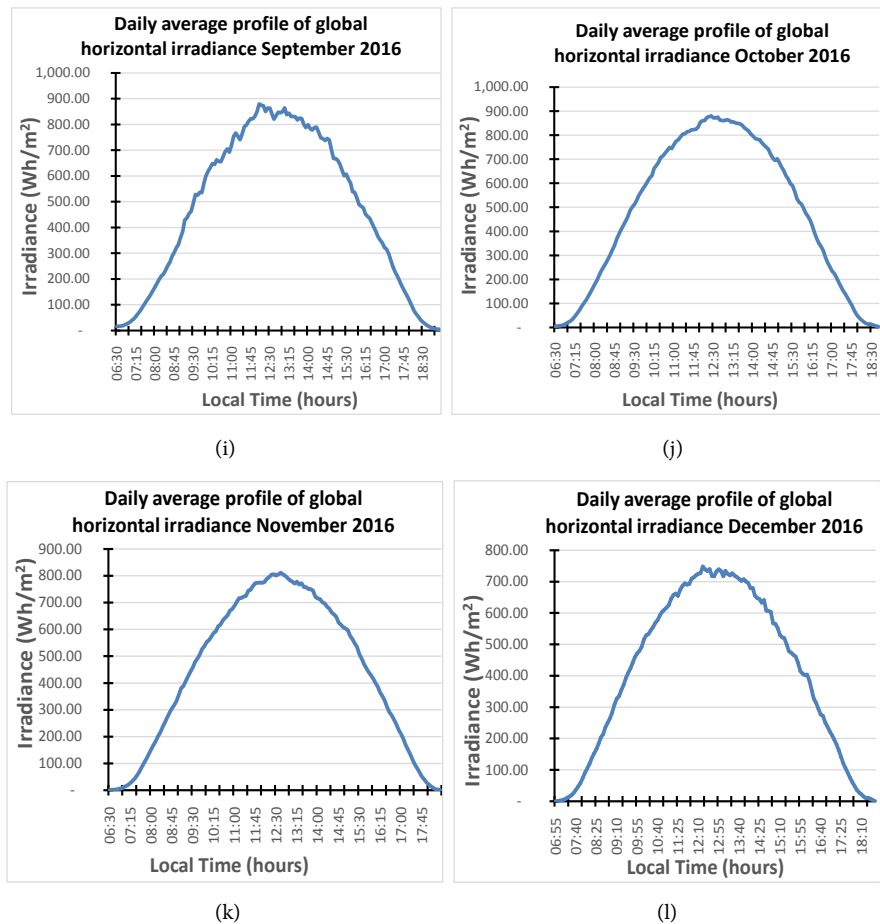 Daily average profile of global
horizontal irradiance September 2016
1,000.00
900.00
800.00
700.00
600.00
500.00
400.00
300.00
200.00
100.00
-
Irradiance (Wh/m²)
06:30 07:15 08:00 08:45 09:30 10:15 11:00 11:45 12:30 13:15 14:00 14:45 15:30 16:15 17:00 17:45 18:30
Local Time (hours)
(i)
Daily average profile of global
horizontal irradiance October 2016
1,000.00
900.00
800.00
700.00
600.00
500.00
400.00
300.00
200.00
100.00
-
Irradiance (Wh/m²)
06:30 07:15 08:00 08:45 09:30 10:15 11:00 11:45 12:30 13:15 14:00 14:45 15:30 16:15 17:00 17:45 18:30
Local Time (hours)
(j)
Daily average profile of global
horizontal irradiance November 2016
900.00
800.00
700.00
600.00
500.00
400.00
300.00
200.00
100.00
-
Irradiance (Wh/m²)
06:30 07:15 08:00 08:45 09:30 10:15 11:00 11:45 12:30 13:15 14:00 14:45 15:30 16:15 17:00 17:45
Local Time (hours)
(k)
Daily average profile of global
horizontal irradiance December 2016
800.00
700.00
600.00
500.00
400.00
300.00
200.00
100.00
-
Irradiance (Wh/m²)
06:55 07:40 08:25 09:10 09:55 10:40 11:25 12:10 12:55 13:40 14:25 15:10 15:55 16:40 17:25 18:10
Local Time (hours)
(l)